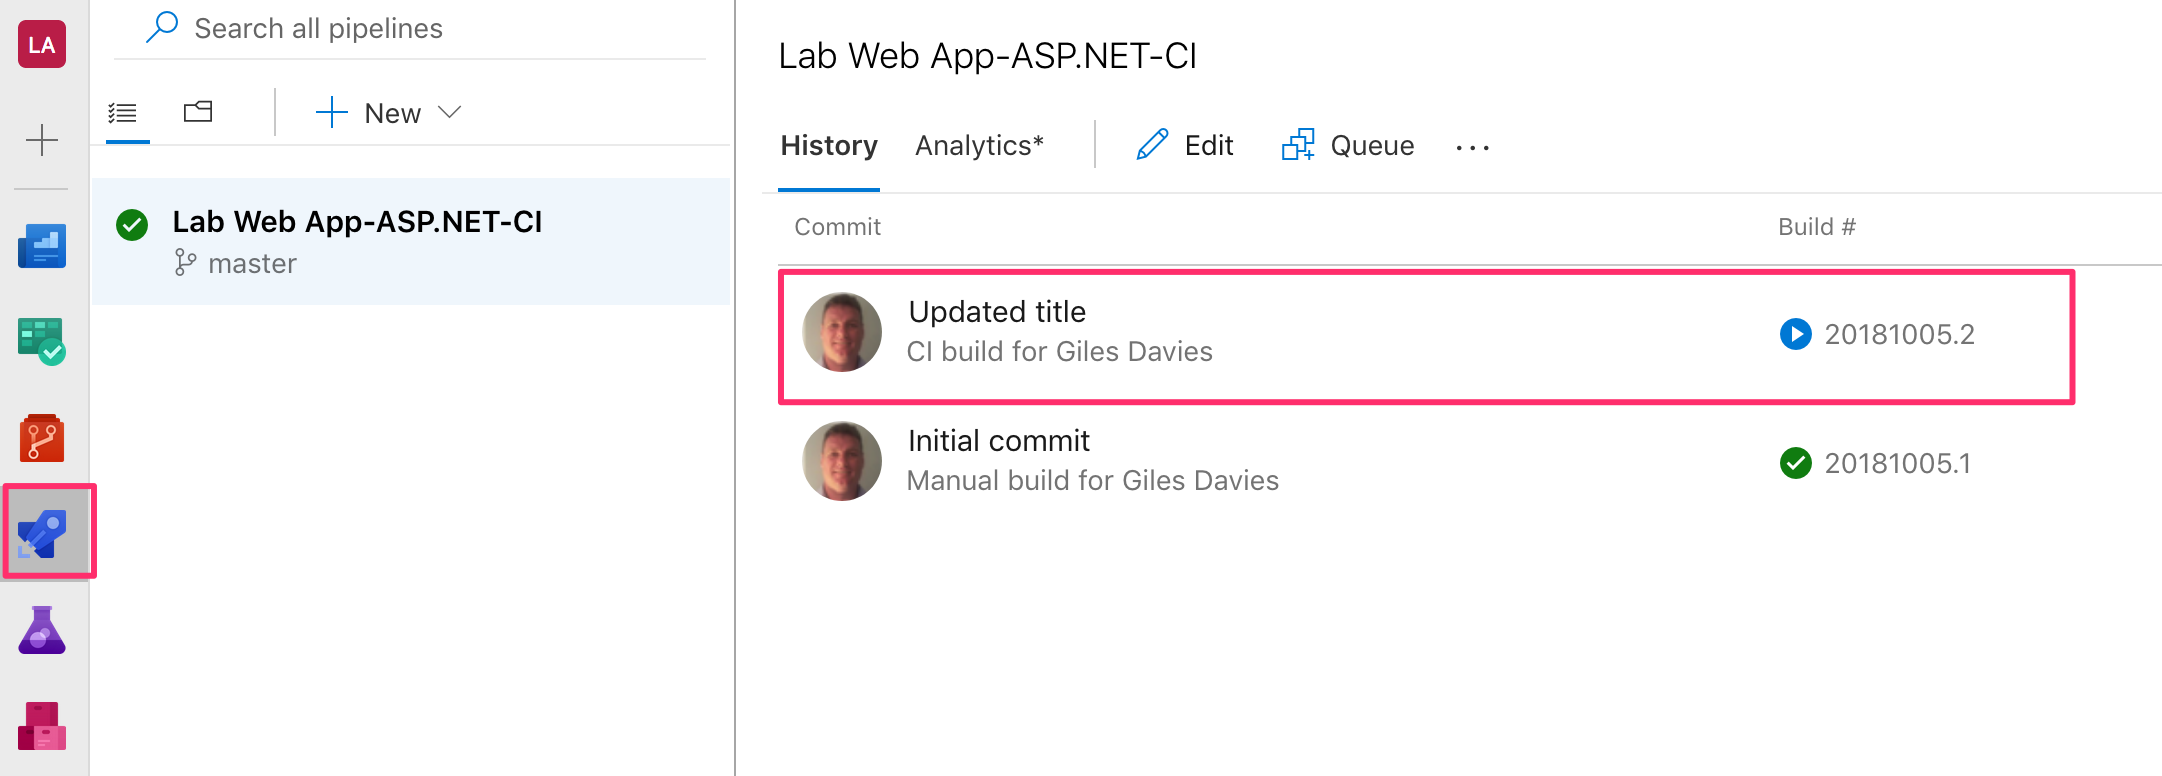 LA
Search all pipelines
New
Lab Web App-ASP.NET-CI
master
Lab Web App-ASP.NET-CI
History Analytics* Edit Queue ...
Commit Build #
Updated title
CI build for Giles Davies
20181005.2
Initial commit
Manual build for Giles Davies
20181005.1